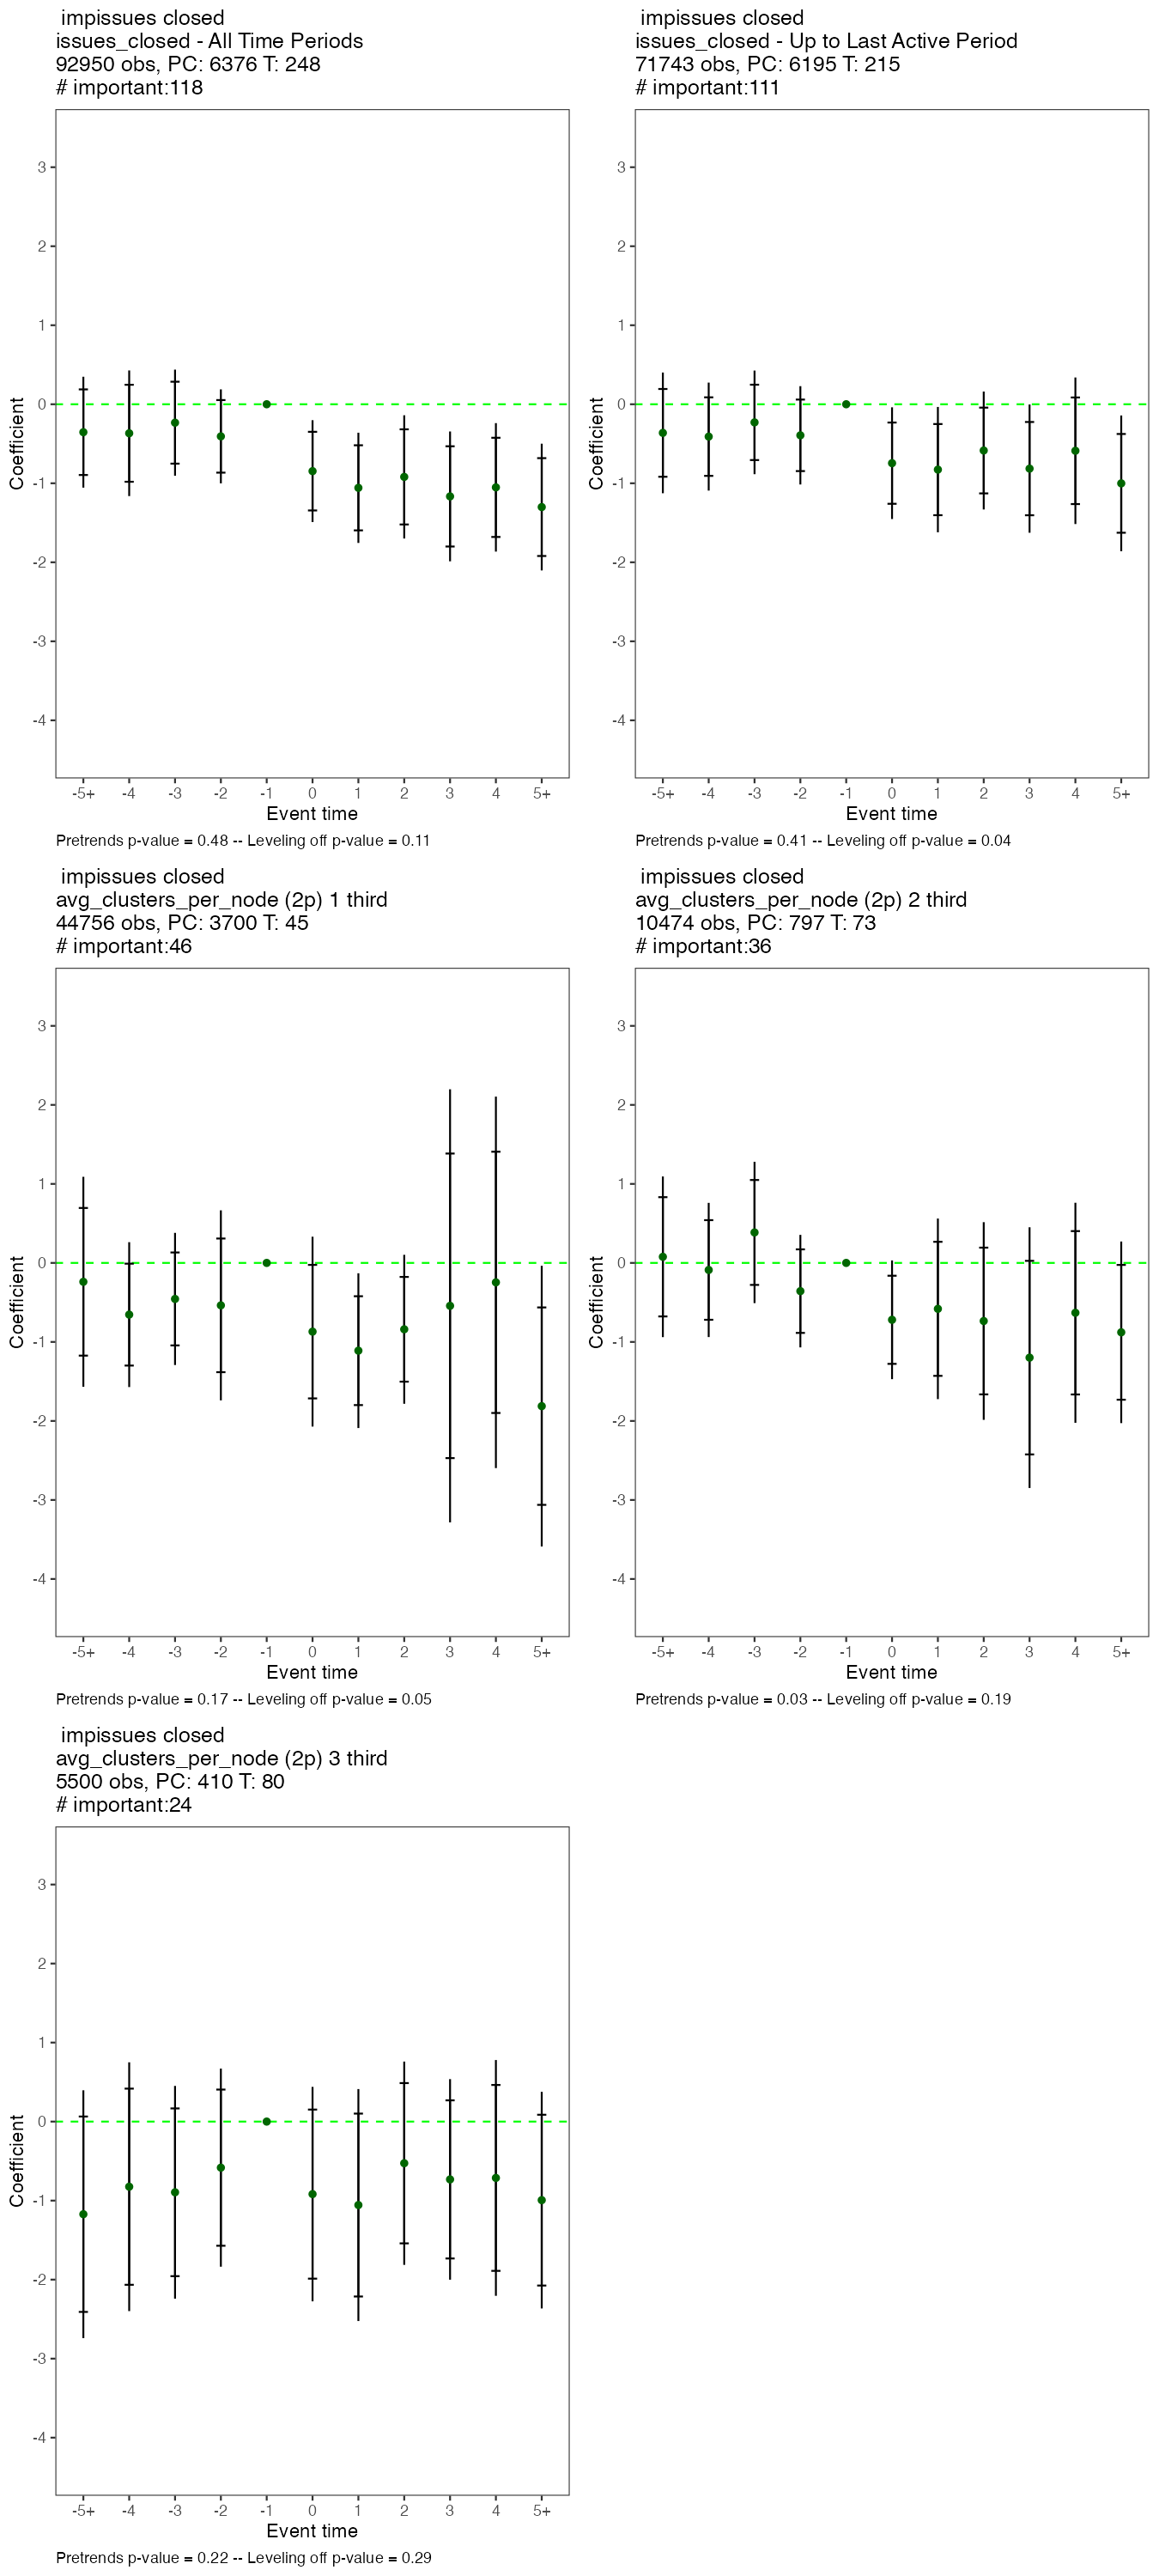 impissues closed
issues_closed - All Time Periods
92950 obs, PC: 6376 T: 248
# important:118
Coefficient
3
2
1
0
-1
-2
-3
-4
-5+ -4 -3 -2 -1 0 1 2 3 4 5+
Event time
Pretrends p-value = 0.48 -- Leveling off p-value = 0.11
impissues closed
issues_closed - Up to Last Active Period
71743 obs, PC: 6195 T: 215
# important:111
Coefficient
3
2
1
0
-1
-2
-3
-4
-5+ -4 -3 -2 -1 0 1 2 3 4 5+
Event time
Pretrends p-value = 0.41 -- Leveling off p-value = 0.04
impissues closed
avg_clusters_per_node (2p) 1 third
44756 obs, PC: 3700 T: 45
# important:46
Coefficient
3
2
1
0
-1
-2
-3
-4
-5+ -4 -3 -2 -1 0 1 2 3 4 5+
Event time
Pretrends p-value = 0.17 -- Leveling off p-value = 0.05
impissues closed
avg_clusters_per_node (2p) 2 third
10474 obs, PC: 797 T: 73
# important:36
Coefficient
3
2
1
0
-1
-2
-3
-4
-5+ -4 -3 -2 -1 0 1 2 3 4 5+
Event time
Pretrends p-value = 0.03 -- Leveling off p-value = 0.19
impissues closed
avg_clusters_per_node (2p) 3 third
5500 obs, PC: 410 T: 80
# important:24
Coefficient
3
2
1
0
-1
-2
-3
-4
-5+ -4 -3 -2 -1 0 1 2 3 4 5+
Event time
Pretrends p-value = 0.22 -- Leveling off p-value = 0.29